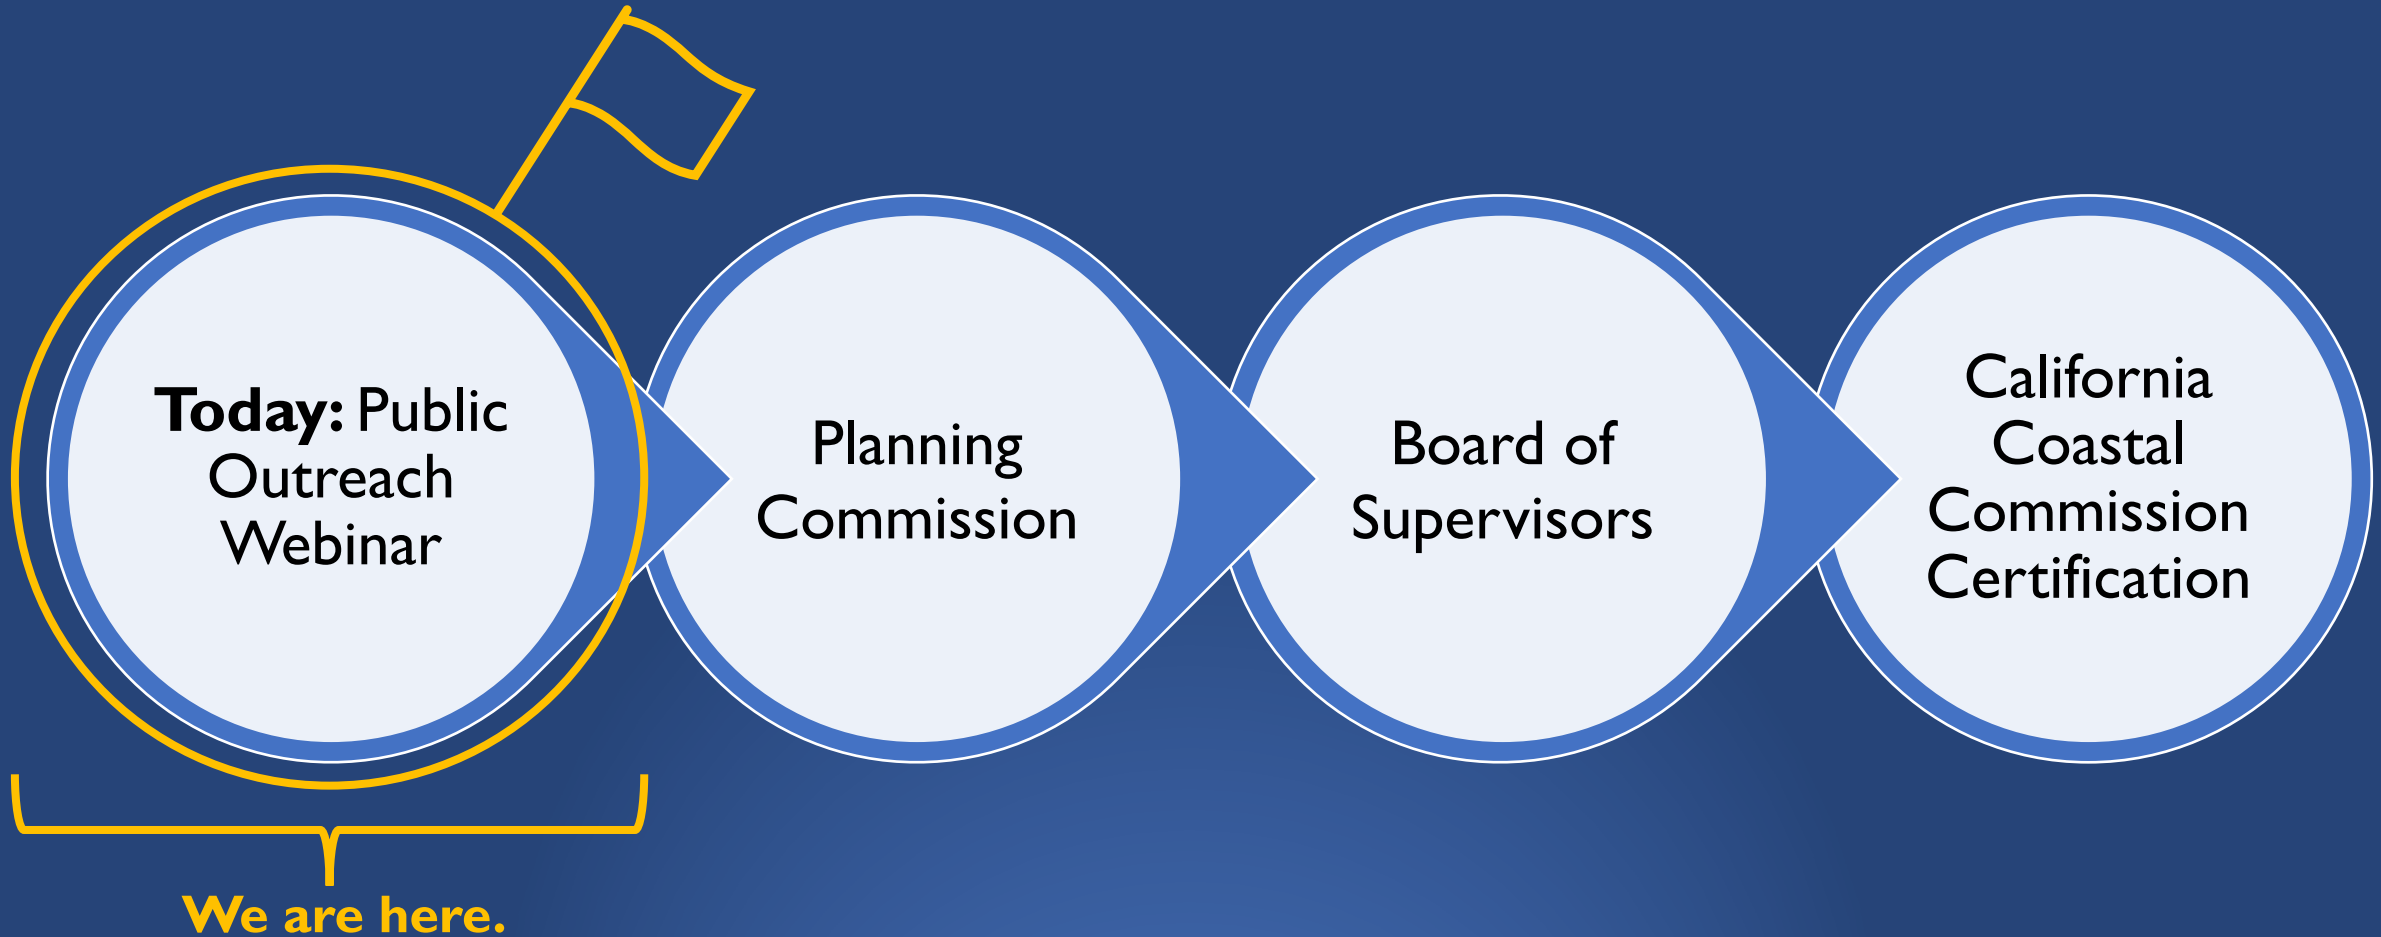 Today: Public
Outreach
Webinar
Planning
Commission
Board of
Supervisors
California
Coastal
Commission
Certification
We are here.